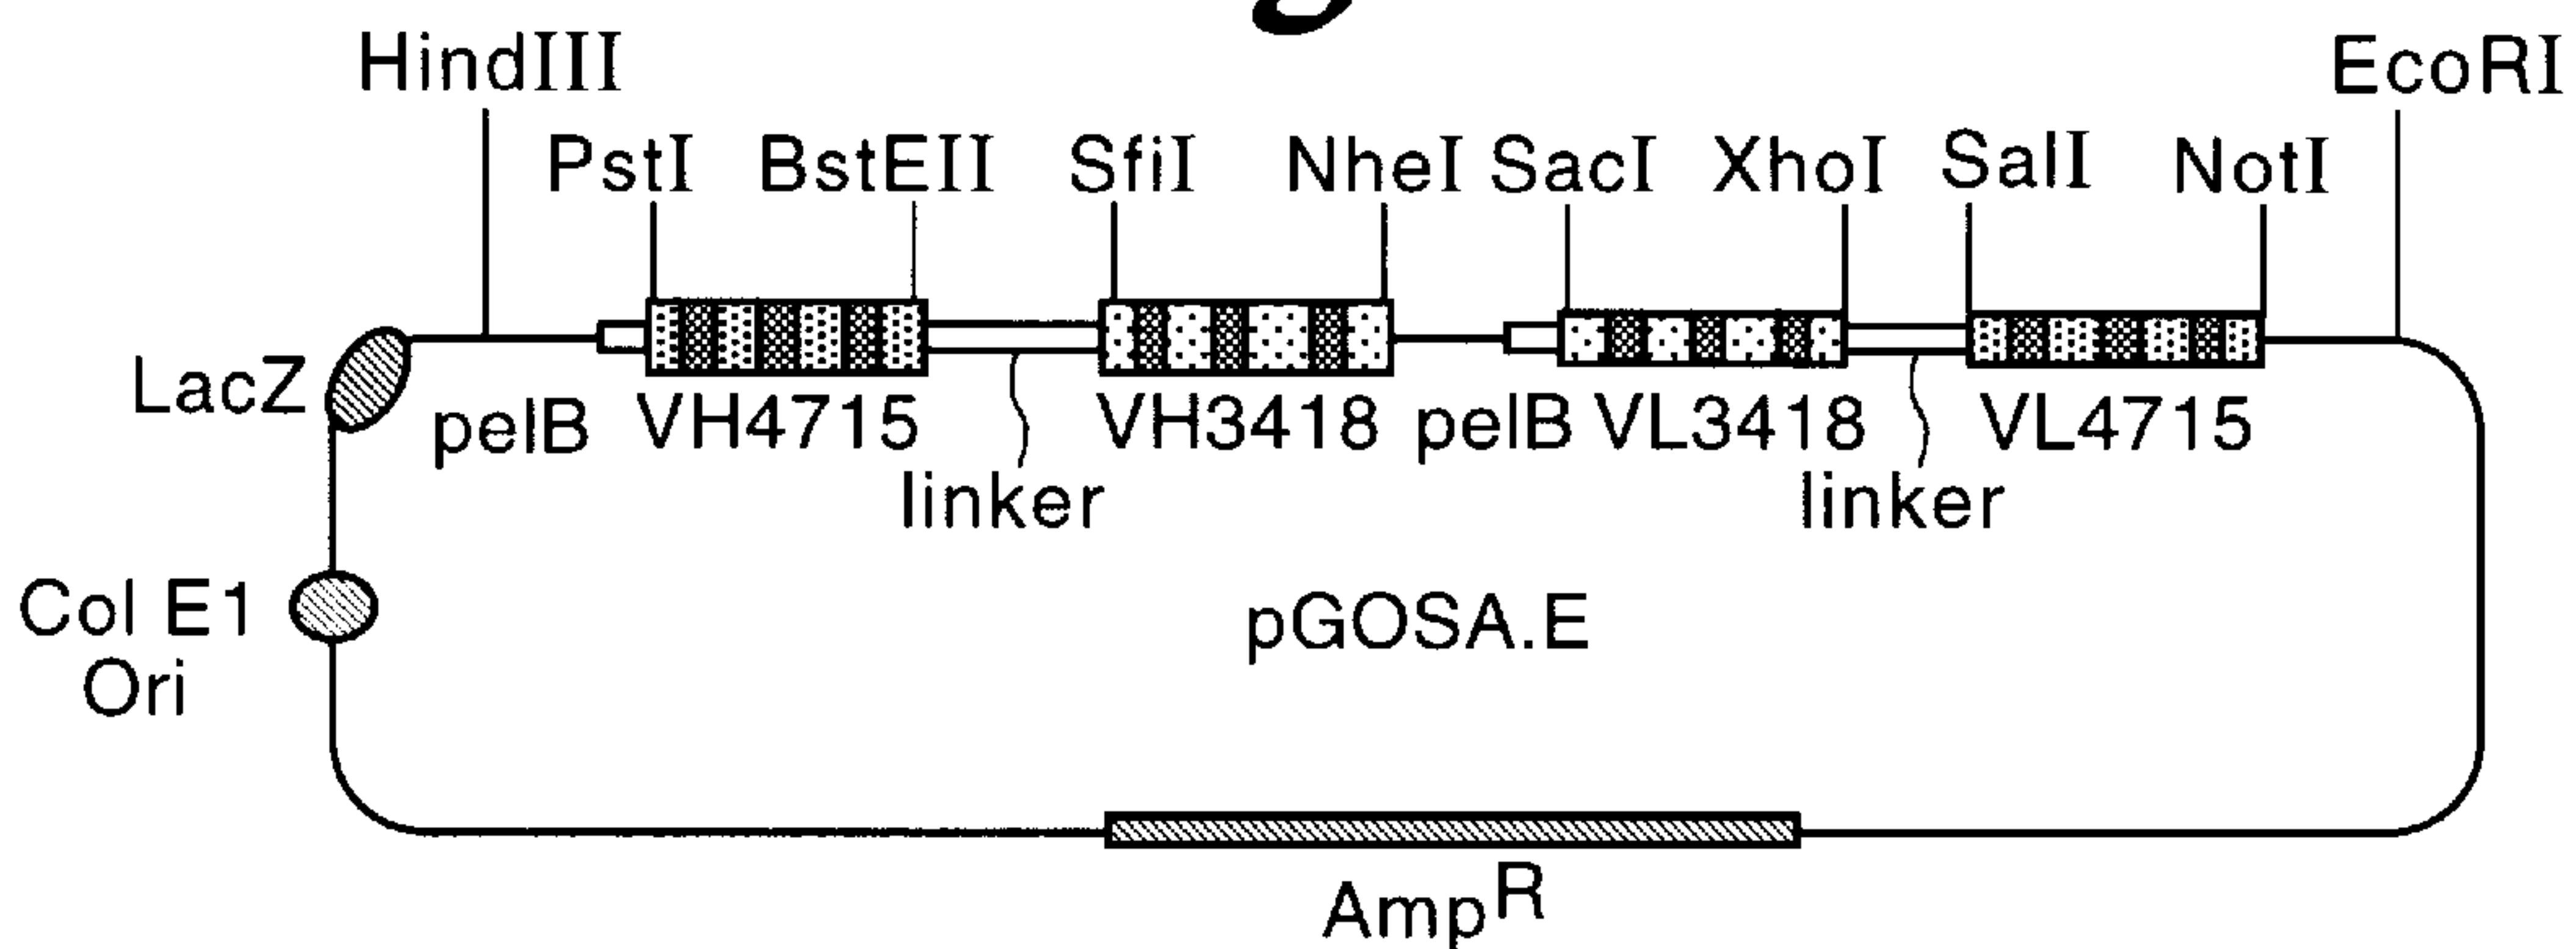 HindIII EcoRI
PstI BstEII SfiI NheI SacI XhoI SalI NotI
LacZ
pelB VH4715 VH3418 pelB VL3418 VL4715
linker linker
Col E1
Ori
pGOSA.E
AmpR